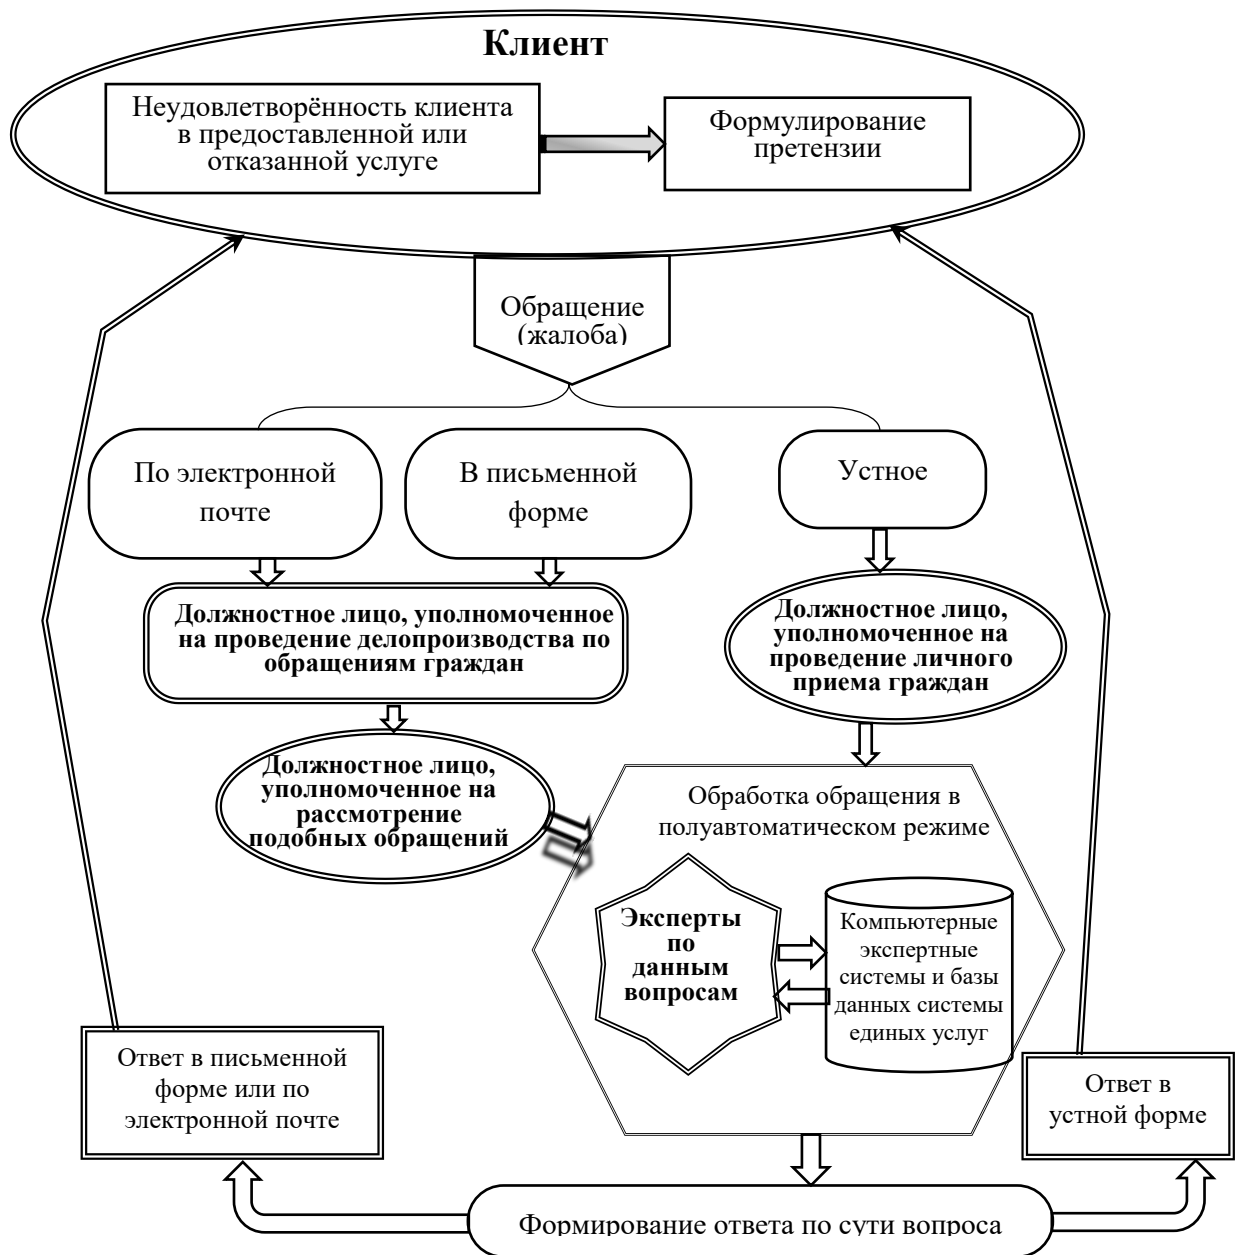 Клиент
Неудовлетворённость клиента
в предоставленной или
отказанной услуге
Формулирование
претензии
Обращение
(жалоба)
По электронной
почте
В письменной
форме
Устное
Должностное лицо, уполномоченное
на проведение делопроизводства по
обращениям граждан
Должностное лицо,
уполномоченное на
проведение личного
приема граждан
Должностное лицо,
уполномоченное на
рассмотрение
подобных обращений
Обработка обращения в
полуавтоматическом режиме
Эксперты
по
данным
вопросам
Компьютерные
экспертные
системы и базы
данных системы
единых услуг
Ответ в письменной
форме или по
электронной почте
Ответ в
устной форме
Формирование ответа по сути вопроса